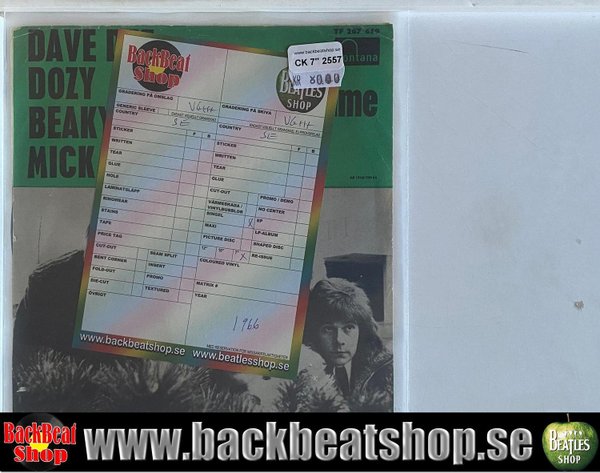 DAVE D
DOZY
BEAKY
MICK
TF 267 619
fontana
me
BackBeat
Shop
www.backbeatshop.se
CK 7" 2557
KR
BEATLES
SHOP
GRADERING PÅ OMSLAG
VG++
GRADERING PÅ SKIVA
VG++
GENERIC SLEEVE
COUNTRY
SE
COUNTRY
SE
STICKER
F
B
WRITTEN
TEAR
GLUE
HOLE
LAMINATSLÄPP
RINGWEAR
STAINS
TAPE
PRICE TAG
CUT-OUT
SEAM SPLIT
BENT CORNER
INSERT
FOLD-OUT
PROMO
DIE-CUT
TEXTURED
ÖVRIGT
STICKER
F
B
WRITTEN
TEAR
GLUE
CUT-OUT
PROMO / DEMO
VÄRMESKADA /
VINYLBUBBLOR
NO CENTER
SINGEL
X
EP
MAXI
LP-ALBUM
PICTURE DISC
SHAPED DISC
7"
X
RE-ISSUE
COLOURED VINYL
MATRIX #
YEAR
1966
www.backbeatshop.se
www.beatlesshop.se
BackBeat
Shop
www.backbeatshop.se
BEATLES
SHOP